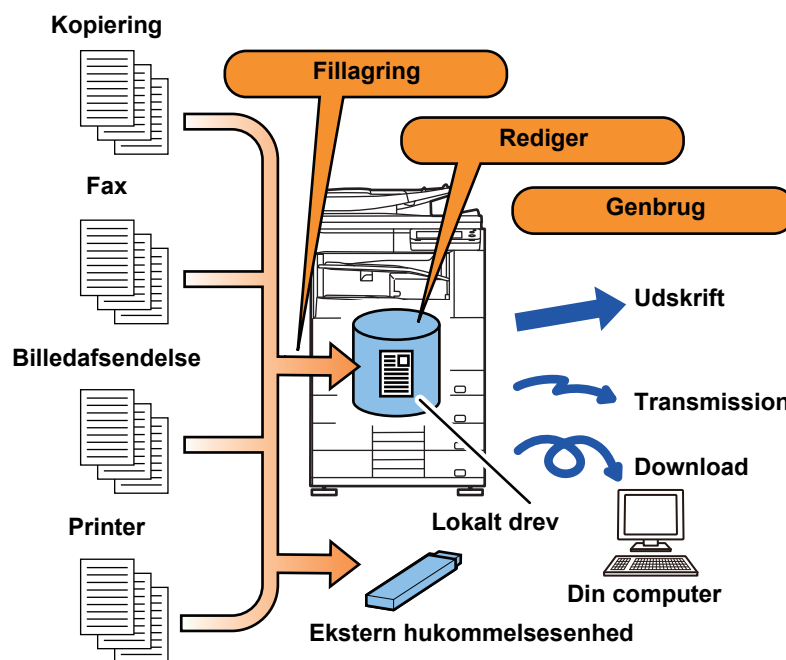 Kopiering
Fillagring
Rediger
Fax
Genbrug
Udskrift
Billedafsendelse
Transmission
Download
Printer
Lokalt drev
Din computer
Ekstern hukommelsesenhed